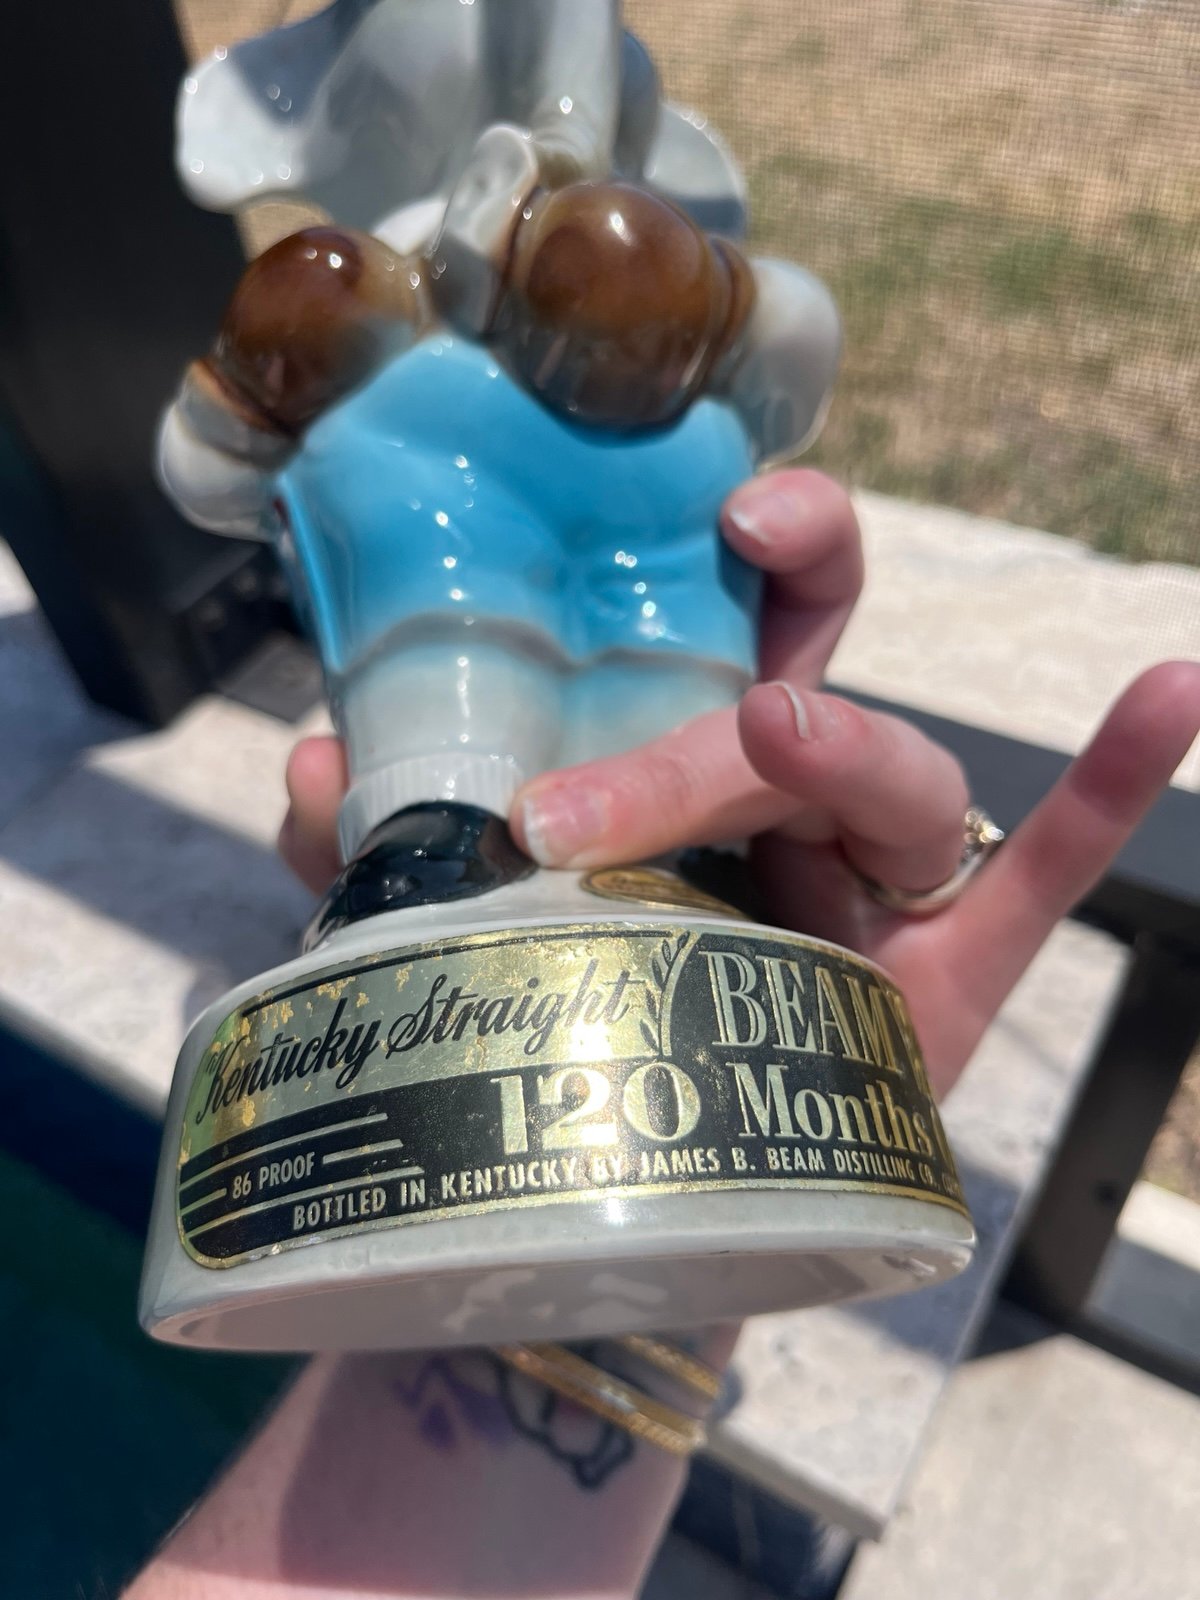 Kentucky Straight BEAM'
120 Months
86 PROOF
BOTTLED IN KENTUCKY BY JAMES B. BEAM DISTILLING CO.